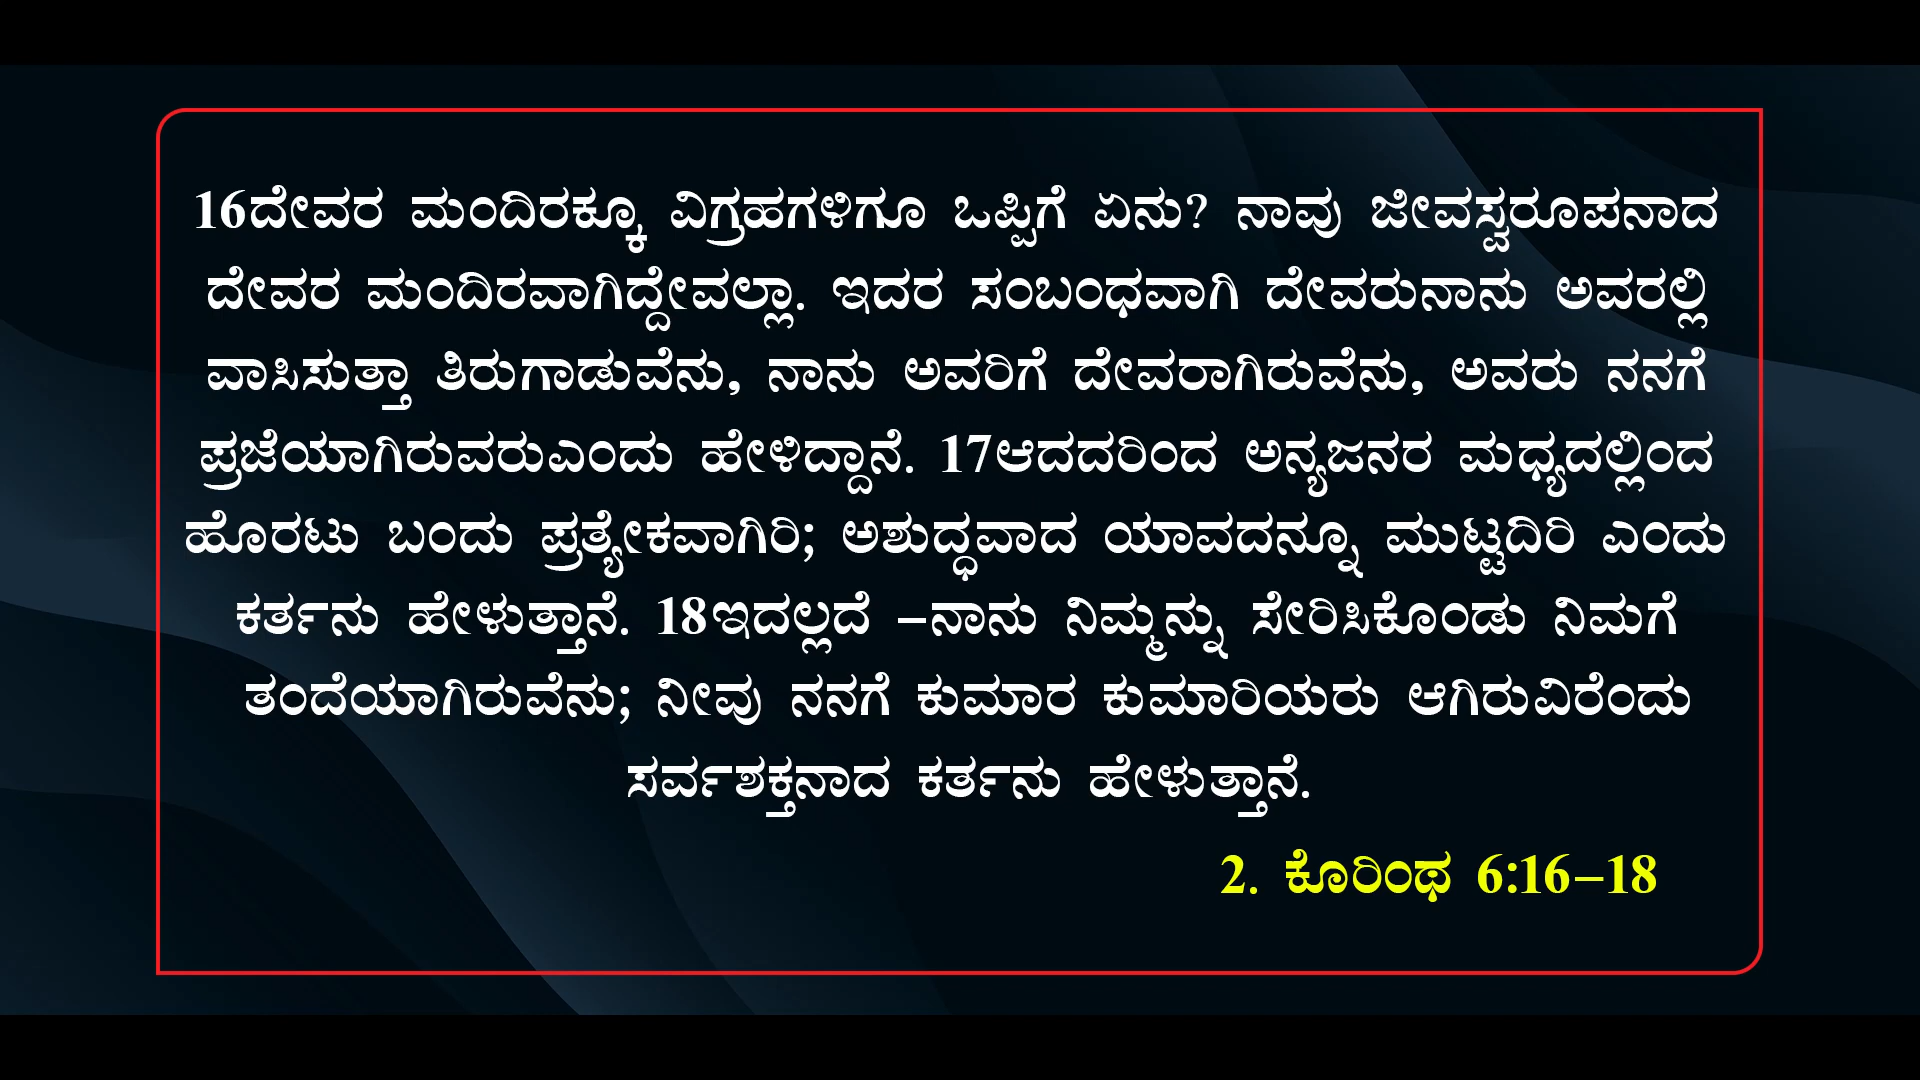 16ದೇವರ ಮಂದಿರಕ್ಕೂ ವಿಗ್ರಹಗಳಿಗೂ ಒಪ್ಪಿಗೆ ಏನು? ನಾವು ಜೀವಸ್ವರೂಪನಾದ
ದೇವರ ಮಂದಿರವಾಗಿದ್ದೇವಲ್ಲಾ. ಇದರ ಸಂಬಂಧವಾಗಿ ದೇವರುನಾನು ಅವರಲ್ಲಿ
ವಾಸಿಸುತ್ತಾ ತಿರುಗಾಡುವೆನು, ನಾನು ಅವರಿಗೆ ದೇವರಾಗಿರುವೆನು, ಅವರು ನನಗೆ
ಪ್ರಜೆಯಾಗಿರುವರುಎಂದು ಹೇಳಿದ್ದಾನೆ. 17ಆದದರಿಂದ ಅನ್ಯಜನರ ಮಧ್ಯದಲ್ಲಿಂದ
ಹೊರಟು ಬಂದು ಪ್ರತ್ಯೇಕವಾಗಿರಿ; ಅಶುದ್ಧವಾದ ಯಾವದನ್ನೂ ಮುಟ್ಟದಿರಿ ಎಂದು
ಕರ್ತನು ಹೇಳುತ್ತಾನೆ. 18ಇದಲ್ಲದೆ –ನಾನು ನಿಮ್ಮನ್ನು ಸೇರಿಸಿಕೊಂಡು ನಿಮಗೆ
ತಂದೆಯಾಗಿರುವೆನು; ನೀವು ನನಗೆ ಕುಮಾರ ಕುಮಾರಿಯರು ಆಗಿರುವಿರೆಂದು
ಸರ್ವಶಕ್ತನಾದ ಕರ್ತನು ಹೇಳುತ್ತಾನೆ.
2. ಕೊರಿಂಥ 6:16–18